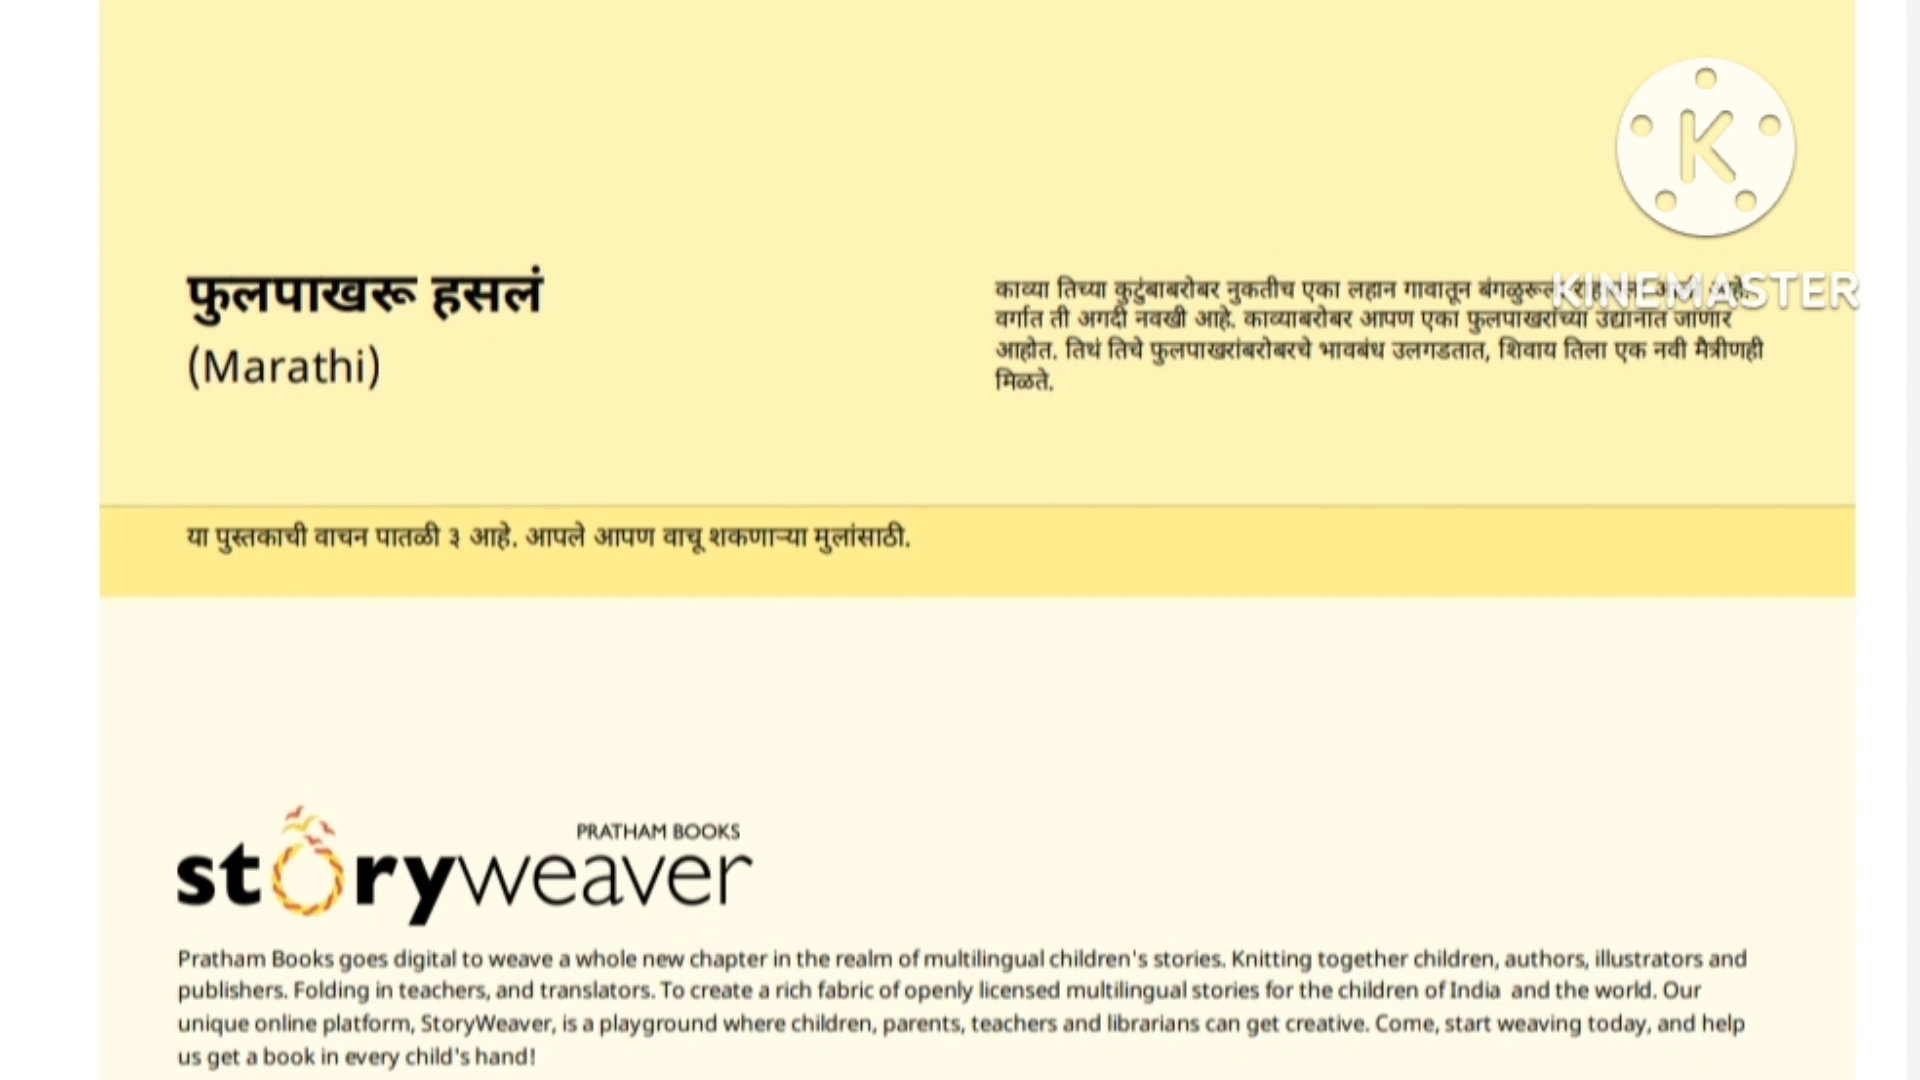 फुलपाखरू हसलं
(Marathi)
काव्या तिच्या कुटुंबाबरोबर नुकतीच एका लहान गावातून
वर्गात ती अगदी नवखी आहे. काव्याबरोबर आपण एका फुलपाखरांच्या उद्यानात जाणार
आहोत. तिथं तिचे फुलपाखरांबरोबरचे भावबंध उलगडतात, शिवाय तिला एक नवी मैत्रीणही
मिळते.
KINEMASTER
या पुस्तकाची वाचन पातळी ३ आहे. आपले आपण वाचू शकणाऱ्या मुलांसाठी.
PRATHAM BOOKS
storyweaver
Pratham Books goes digital to weave a whole new chapter in the realm of multilingual children's stories. Knitting together children, authors, illustrators and
publishers. Folding in teachers, and translators. To create a rich fabric of openly licensed multilingual stories for the children of India and the world. Our
unique online platform, StoryWeaver, is a playground where children, parents, teachers and librarians can get creative. Come, start weaving today, and help
us get a book in every child's hand!